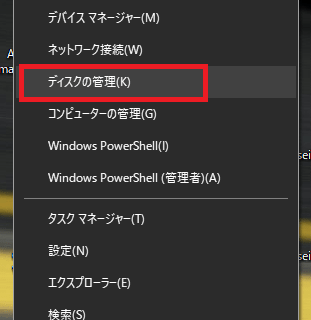 デバイス マネージャー(M)
ネットワーク接続(W)
ディスクの管理(K)
コンピューターの管理(G)
Windows PowerShell(I)
Windows PowerShell (管理者)(A)
タスク マネージャー(T)
設定(N)
エクスプローラー(E)
検索(S)